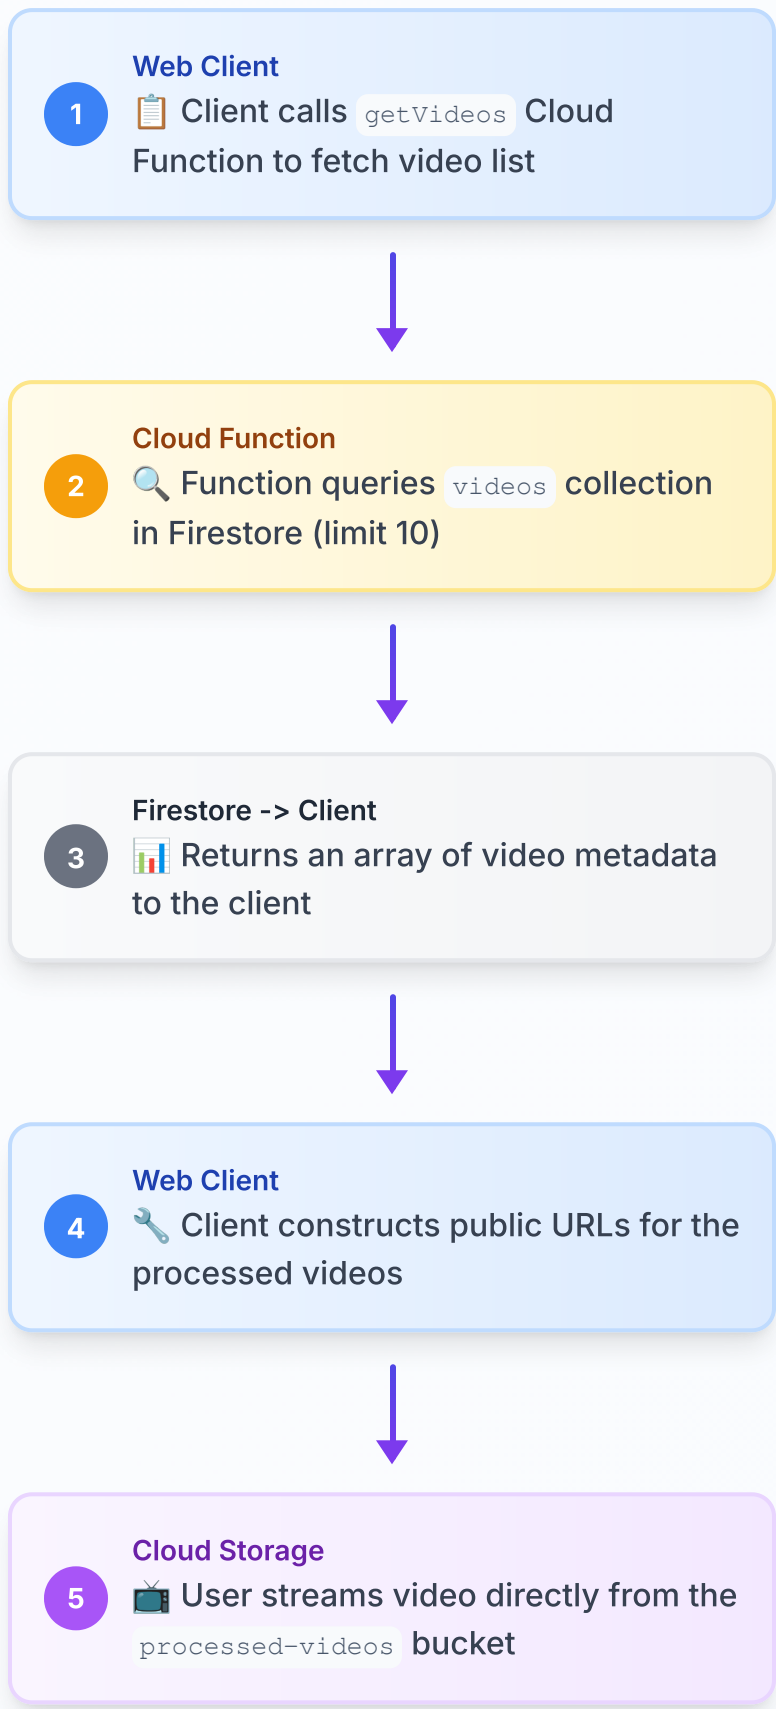 Web Client
1
📋 Client calls getVideos Cloud
Function to fetch video list
Cloud Function
2
🔍 Function queries videos collection
in Firestore (limit 10)
Firestore -> Client
3
📊 Returns an array of video metadata
to the client
Web Client
4
🔧 Client constructs public URLs for the
processed videos
Cloud Storage
5
📺 User streams video directly from the
processed-videos bucket